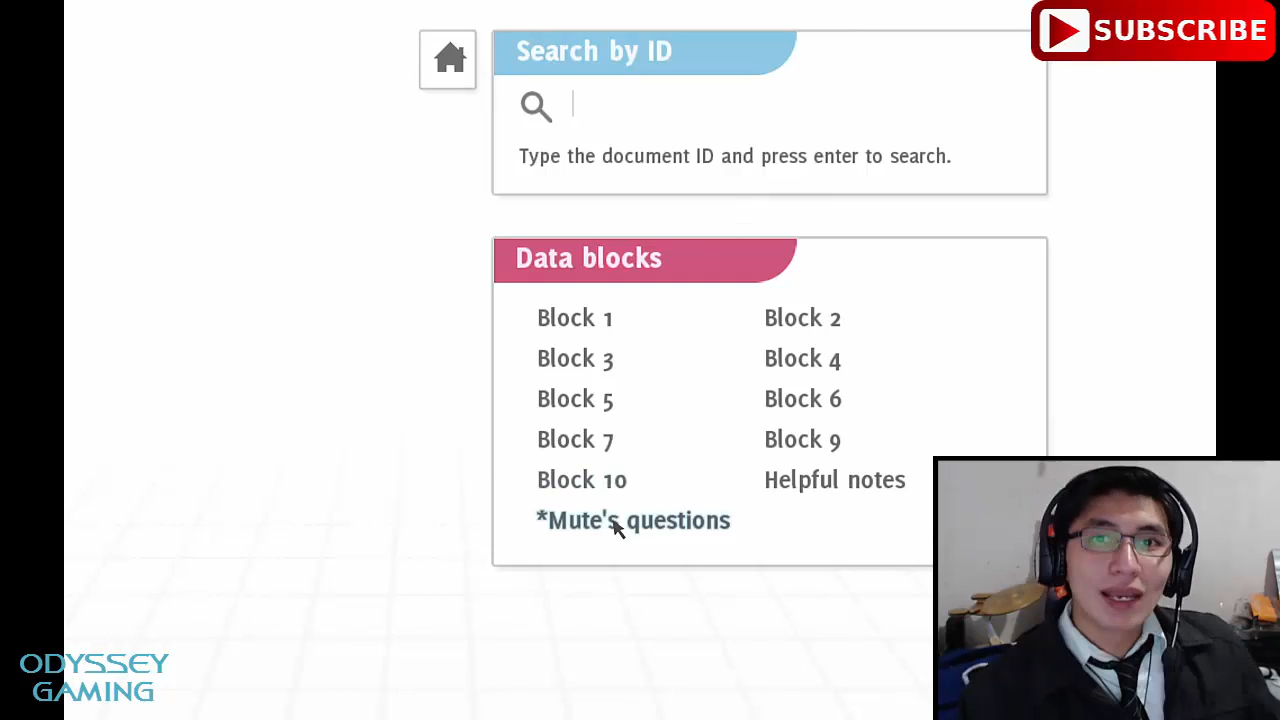 SUBSCRIBE
Search by ID
Type the document ID and press enter to search.
Data blocks
Block 1 Block 2
Block 3 Block 4
Block 5 Block 6
Block 7 Block 9
Block 10 Helpful notes
*Mute's questions
ODYSSEY
GAMING